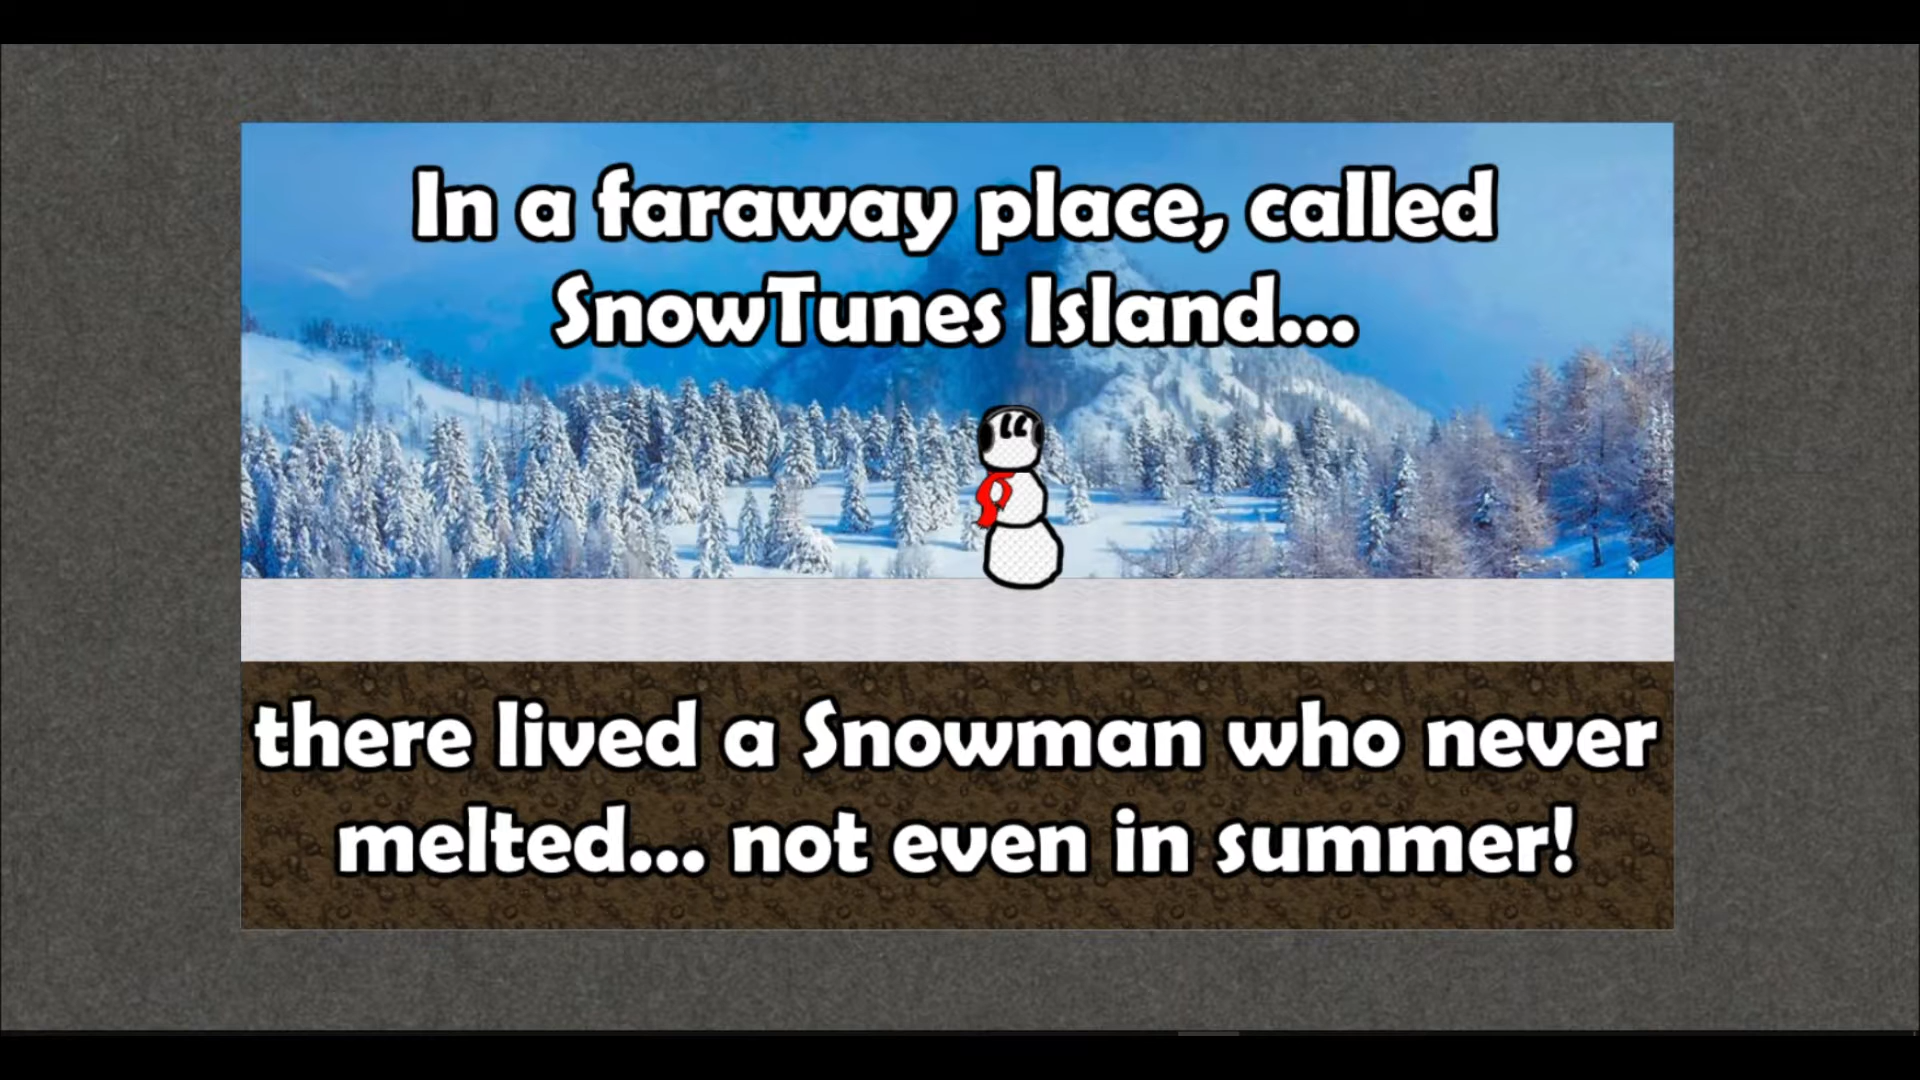 In a faraway place, called
SnowTunes Island...
there lived a Snowman who never
melted... not even in summer!